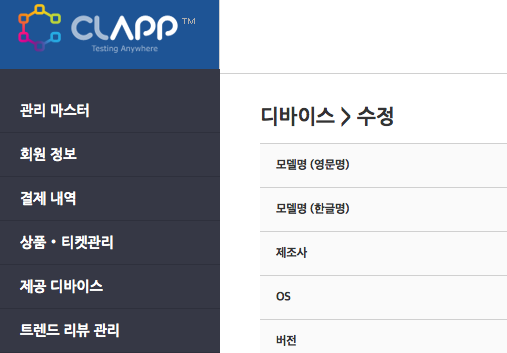 CLAPP™
Testing Anywhere
관리 마스터
회원 정보
결제 내역
상품 • 티켓관리
제공 디바이스
트렌드 리뷰 관리
디바이스 > 수정
모델명 (영문명)
모델명 (한글명)
제조사
OS
버전